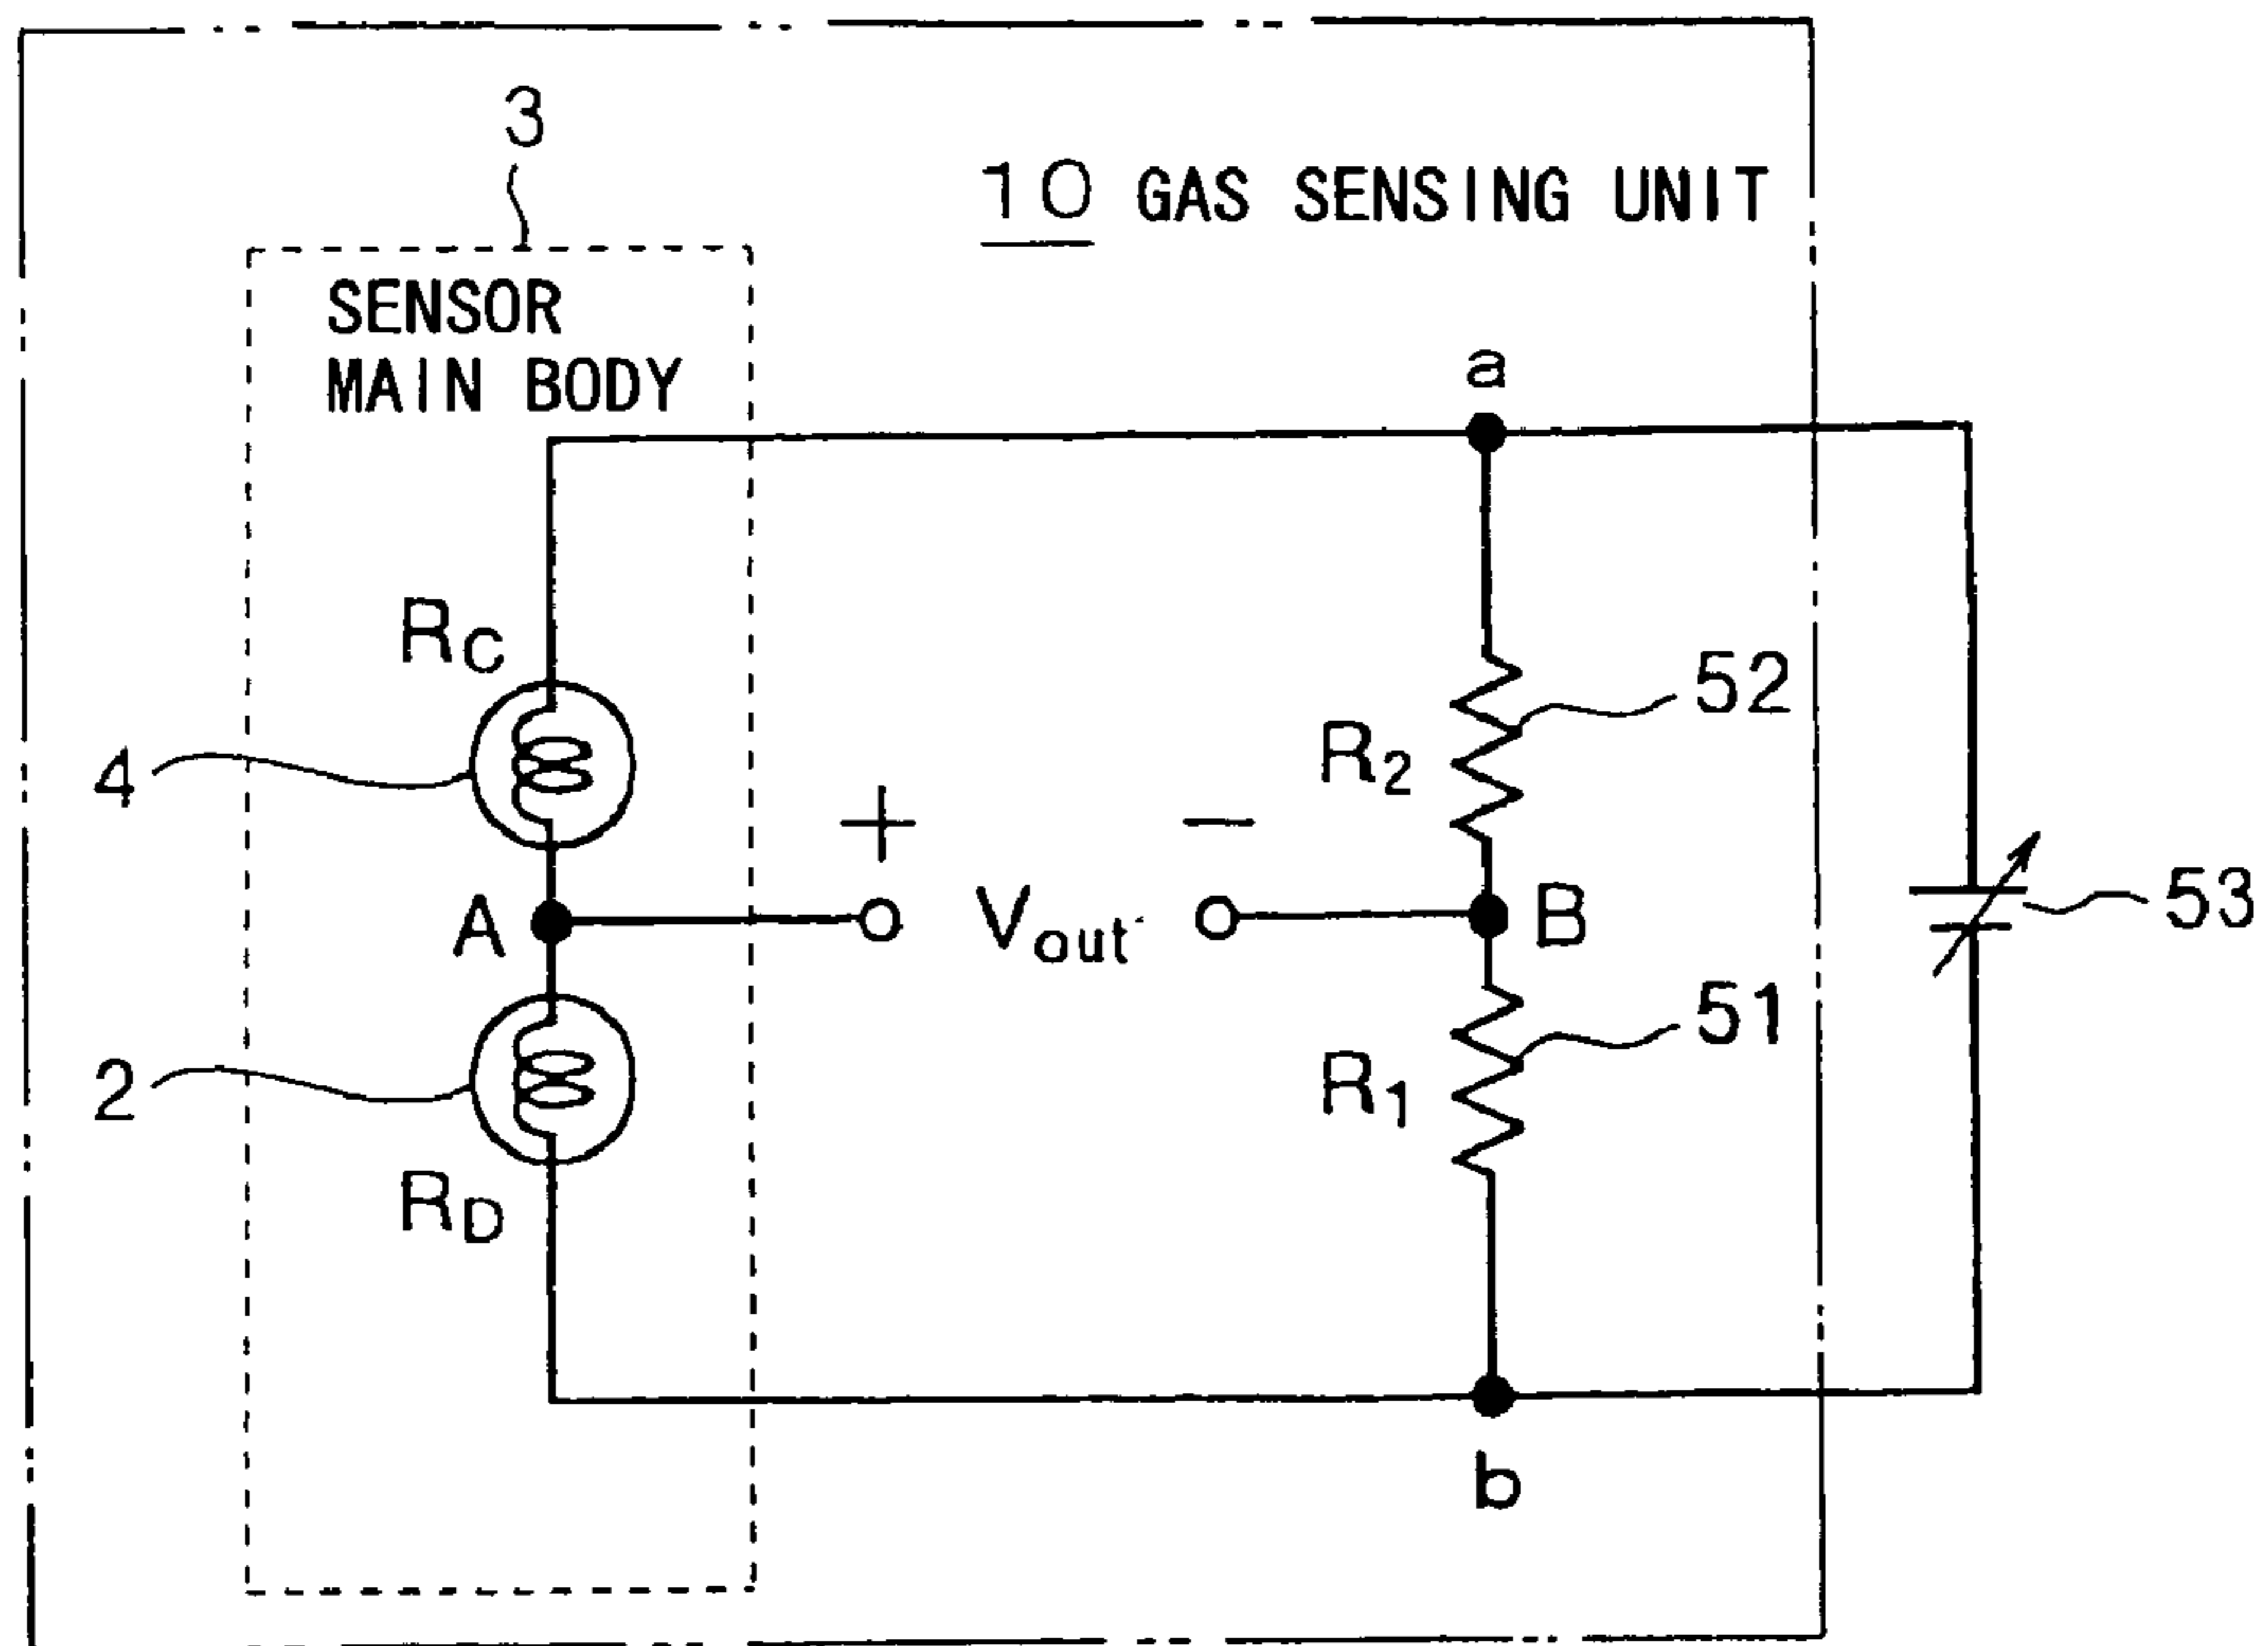 3
10 GAS SENSING UNIT
SENSOR
MAIN BODY
a
RC
52
4
R2
+
−
53
A
Vout
B
51
2
R1
RD
b